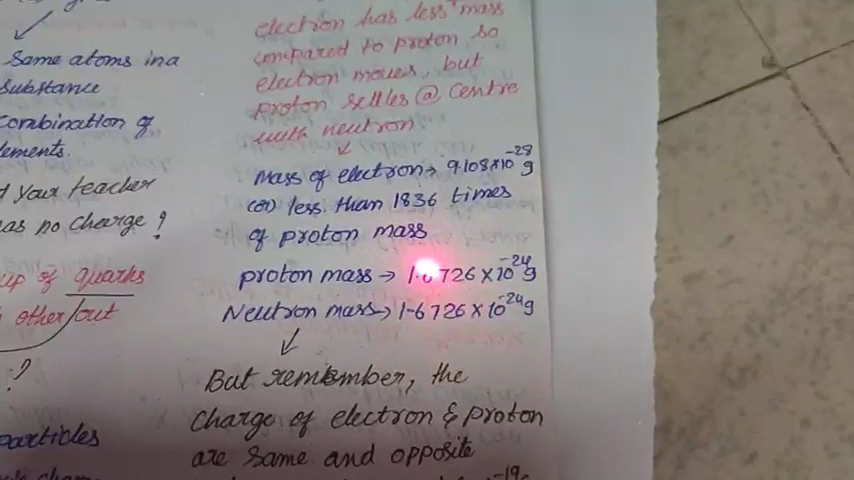 Same atoms in a
Substance
Combination of
lements.
d your teacher
as no charge?
up of quarks
other/out
?
particles
electron has less mass
compared to proton so
electron moves, but
proton settles @ centre
with neutron
mass of electron → 9.108×10^-28 g
(or) less than 1836 times
of proton mass
proton mass → 1.6726 × 10^-24 g
Neutron mass → 1-6726 × 10^-24 g
But remember, the
charge of electron & proton
are same and opposite